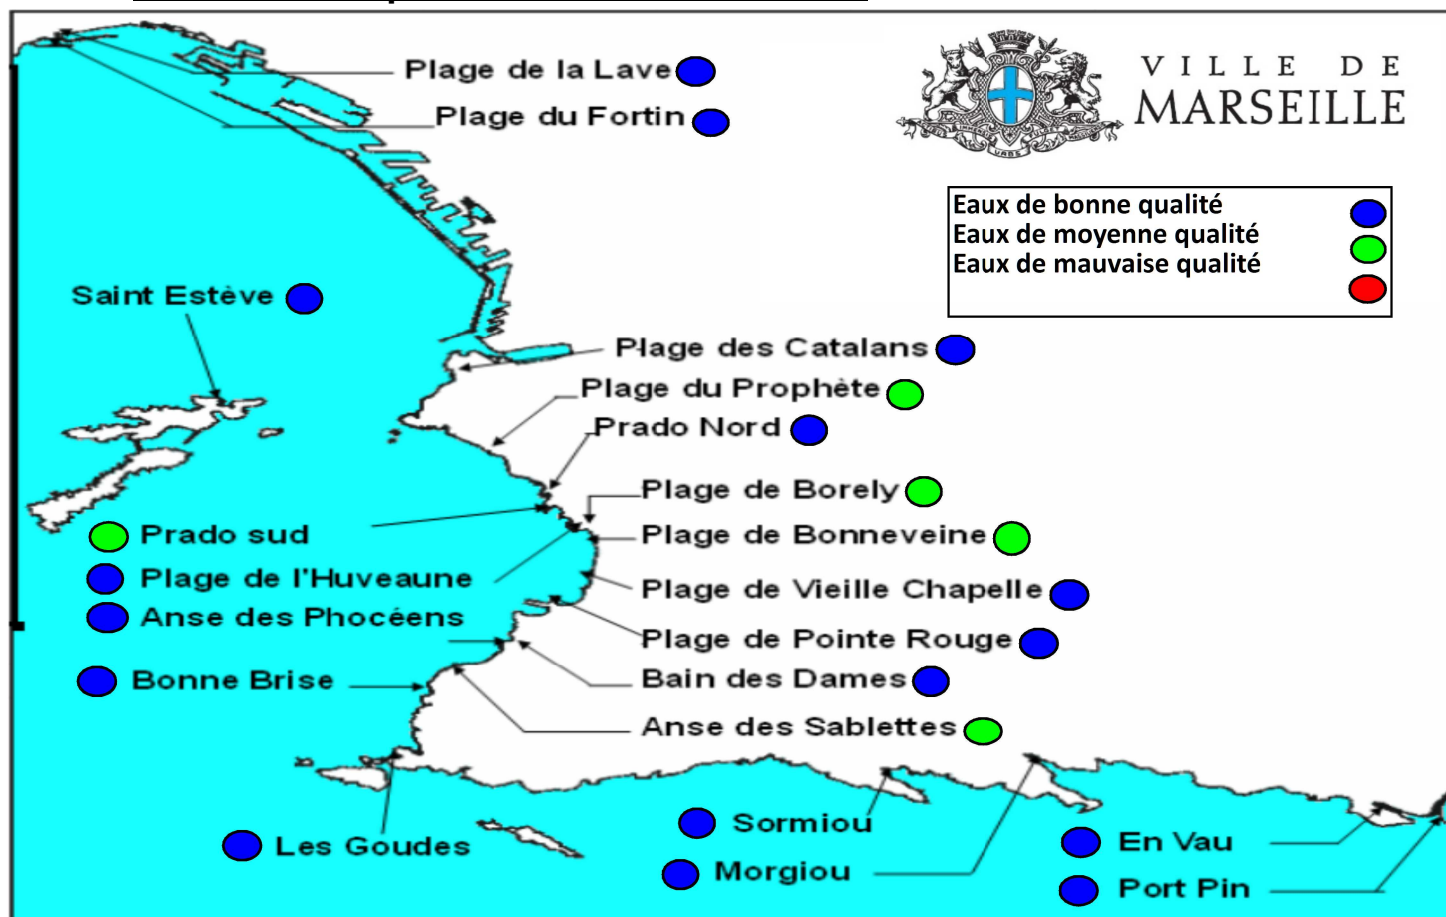 Plage de la Lave
Plage du Fortin
VILLE DE
MARSEILLE
Eaux de bonne qualité
Eaux de moyenne qualité
Eaux de mauvaise qualité
Saint Estève
Plage des Catalans
Plage du Prophète
Prado Nord
Plage de Borely
Prado sud
Plage de Bonneveine
Plage de l'Huveaune
Plage de Vieille Chapelle
Anse des Phocéens
Plage de Pointe Rouge
Bonne Brise
Bain des Dames
Anse des Sablettes
Sormiou
Les Goudes
En Vau
Morgiou
Port Pin